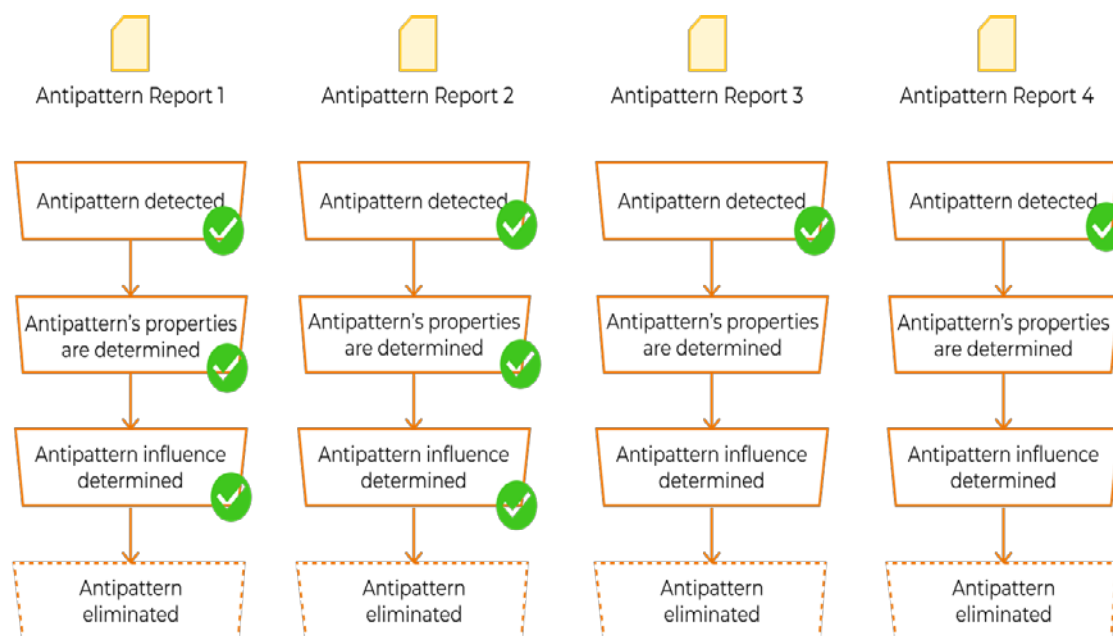 Antipattern Report 1
Antipattern Report 2
Antipattern Report 3
Antipattern Report 4
Antipattern detected
Antipattern detected
Antipattern detected
Antipattern detected
Antipattern's properties
are determined
Antipattern's properties
are determined
Antipattern's properties
are determined
Antipattern's properties
are determined
Antipattern influence
determined
Antipattern influence
determined
Antipattern influence
determined
Antipattern influence
determined
Antipattern
eliminated
Antipattern
eliminated
Antipattern
eliminated
Antipattern
eliminated